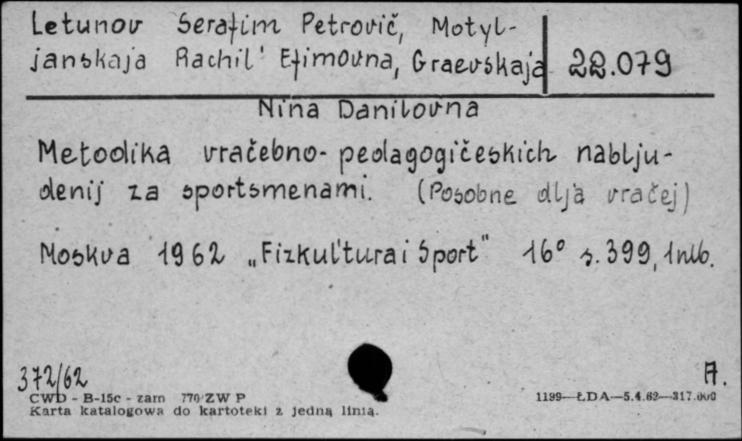 Letunov Serafim Petrovič, Motyl-
janskaja Rachil' Efimovna, Graevskaja 22.079
Nina Danilovna
Metodika vračebno-pedagogičeskich nablju-
denij za sportsmenami. (Posobne dlja vračej)
Moskva 1962 „Fizkul'tura i Sport" 16° s. 399, 1nlb.
372/62 A.
CWD - B-15c - zam 770 ZW P 1199—ŁDA—5.4.62—317.000
Karta katalogowa do kartoteki z jedną linią.